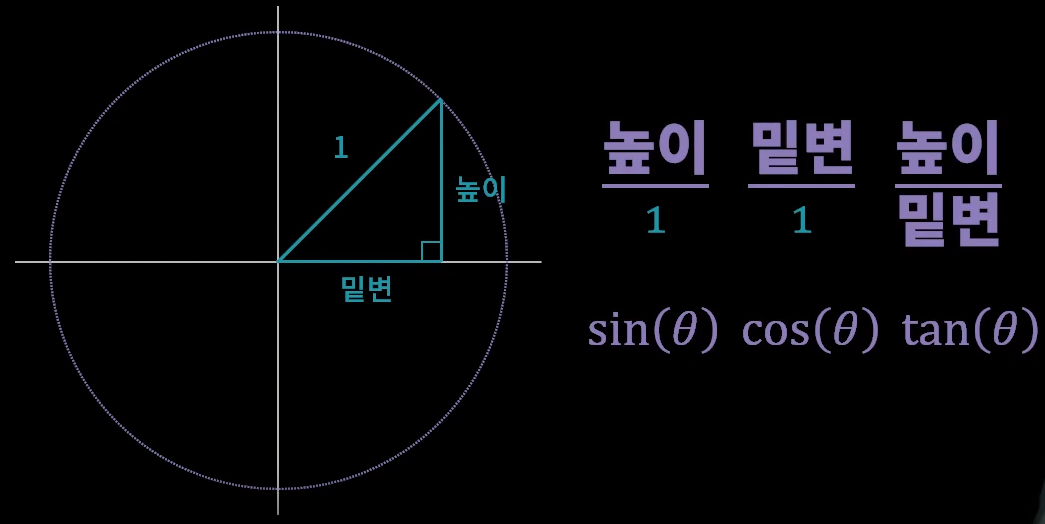 1
높이
밑변
높이 밑변 높이
1 1 밑변
sin(θ) cos(θ) tan(θ)